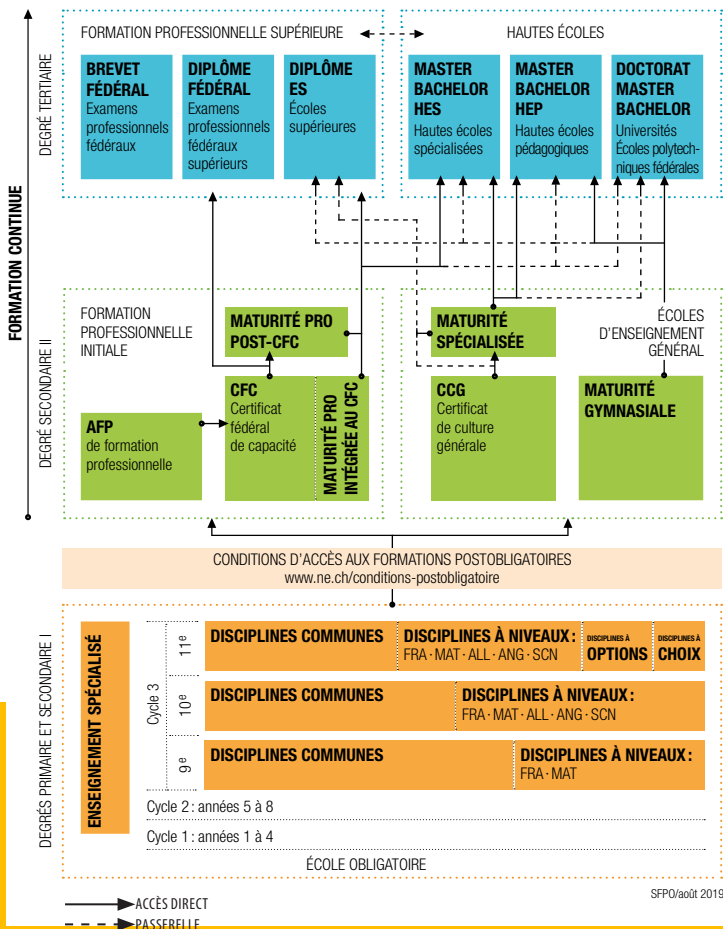 FORMATION CONTINUE
DEGRÉ TERTIAIRE
FORMATION PROFESSIONNELLE SUPÉRIEURE
HAUTES ÉCOLES
BREVET
FÉDÉRAL
Examens
professionnels
fédéraux
DIPLÔME
FÉDÉRAL
Examens
professionnels
fédéraux
supérieurs
DIPLÔME
ES
Écoles
supérieures
MASTER
BACHELOR
HES
Hautes écoles
spécialisées
MASTER
BACHELOR
HEP
Hautes écoles
pédagogiques
DOCTORAT
MASTER
BACHELOR
Universités
Écoles polytech-
niques fédérales
DEGRÉ SECONDAIRE II
FORMATION
PROFESSIONNELLE
INITIALE
MATURITÉ PRO
POST-CFC
MATURITÉ
SPÉCIALISÉE
ÉCOLES
D'ENSEIGNEMENT
GÉNÉRAL
AFP
de formation
professionnelle
CFC
Certificat
fédéral
de capacité
MATURITÉ PRO
INTÉGRÉE AU CFC
CCG
Certificat
de culture
générale
MATURITÉ
GYMNASIALE
CONDITIONS D'ACCÈS AUX FORMATIONS POSTOBLIGATOIRES
www.ne.ch/conditions-postobligatoire
DEGRÉS PRIMAIRE ET SECONDAIRE I
ENSEIGNEMENT SPÉCIALISÉ
Cycle 3
11e
DISCIPLINES COMMUNES
DISCIPLINES À NIVEAUX :
FRA · MAT · ALL · ANG · SCN
DISCIPLINES À
OPTIONS
DISCIPLINES À
CHOIX
10e
DISCIPLINES COMMUNES
DISCIPLINES À NIVEAUX :
FRA · MAT · ALL · ANG · SCN
9e
DISCIPLINES COMMUNES
DISCIPLINES À NIVEAUX :
FRA · MAT
Cycle 2 : années 5 à 8
Cycle 1 : années 1 à 4
ÉCOLE OBLIGATOIRE
SFPO/août 2019
ACCÈS DIRECT
PASSERELLE